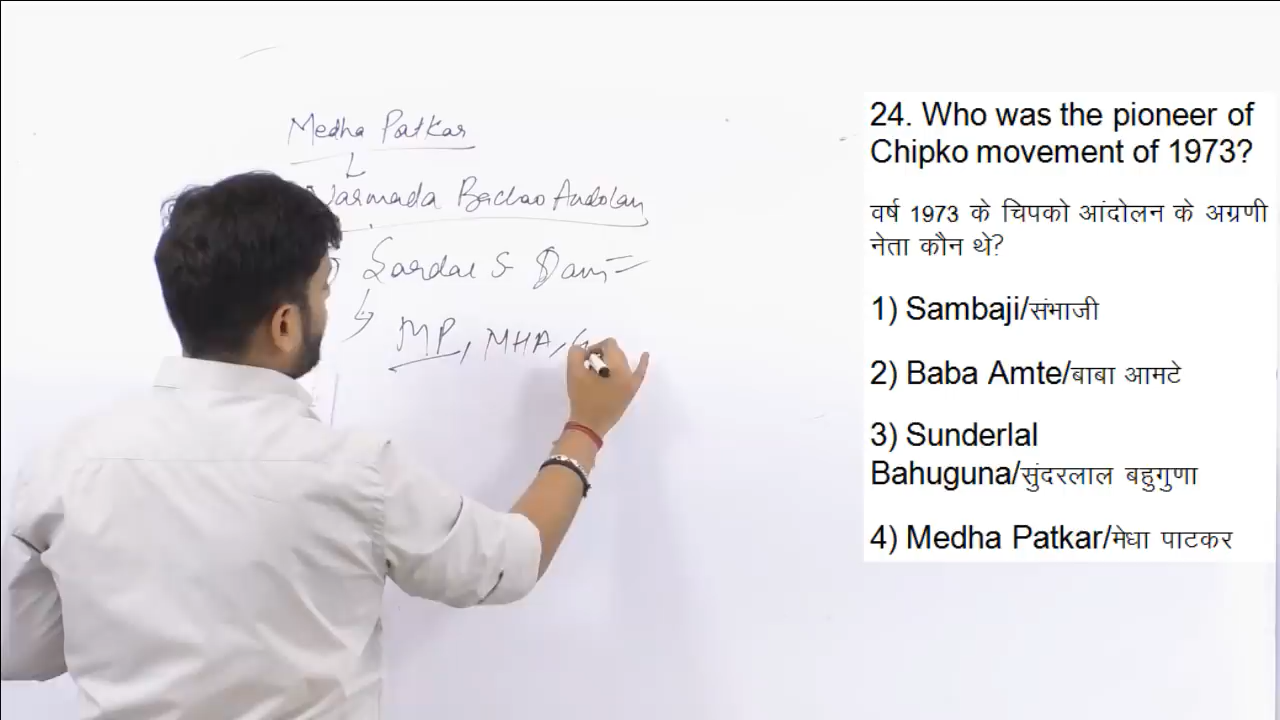 Medha Patkar
Narmada Bachao Andolan
Sardar S Dam
MP, MHA, G
24. Who was the pioneer of
Chipko movement of 1973?
वर्ष 1973 के चिपको आंदोलन के अग्रणी
नेता कौन थे?
1) Sambaji/संभाजी
2) Baba Amte/बाबा आमटे
3) Sunderlal
Bahuguna/सुंदरलाल बहुगुणा
4) Medha Patkar/मेधा पाटकर